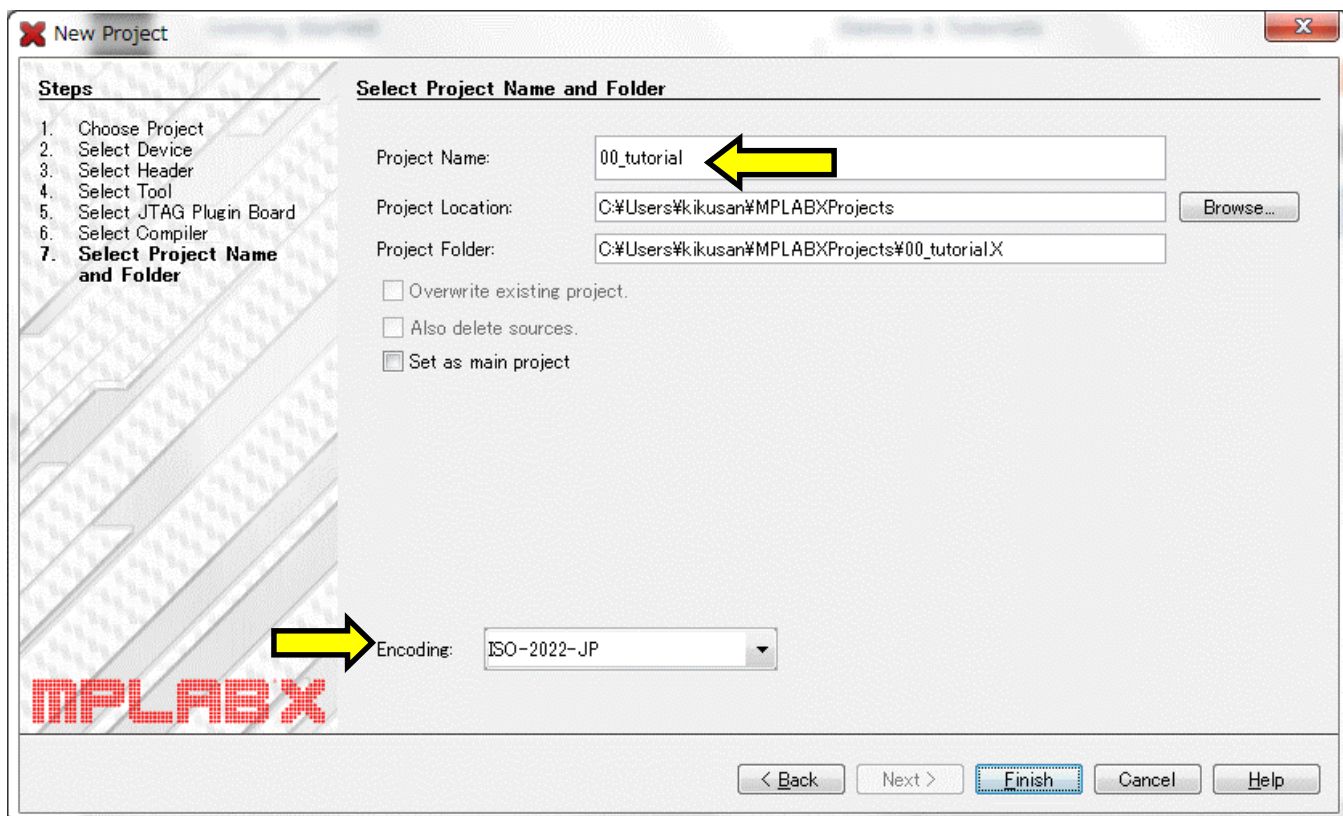 New Project
Steps
1. Choose Project
2. Select Device
3. Select Header
4. Select Tool
5. Select JTAG Plugin Board
6. Select Compiler
7. Select Project Name
and Folder
Select Project Name and Folder
Project Name: 00_tutorial
Project Location: C:¥Users¥kikusan¥MPLABXProjects Browse...
Project Folder: C:¥Users¥kikusan¥MPLABXProjects¥00_tutorial.X
Overwrite existing project.
Also delete sources.
Set as main project
Encoding: ISO-2022-JP
MPLAB X
< Back Next > Finish Cancel Help